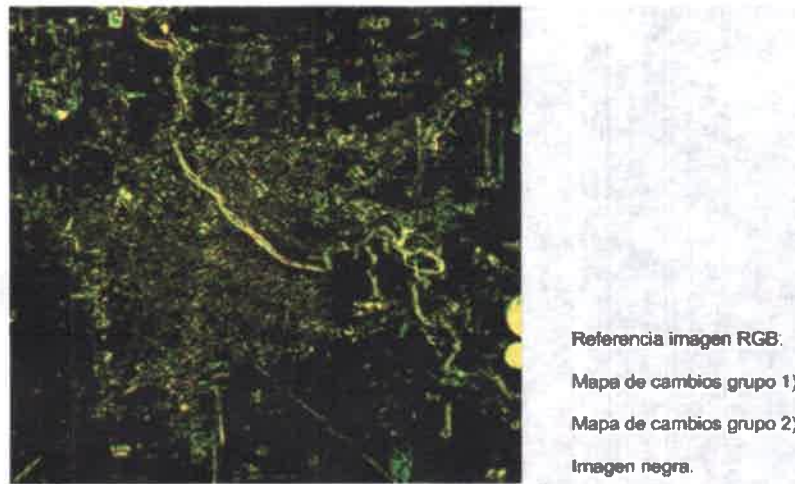 Referencia imagen RGB:
Mapa de cambios grupo 1)
Mapa de cambios grupo 2)
Imagen negra.